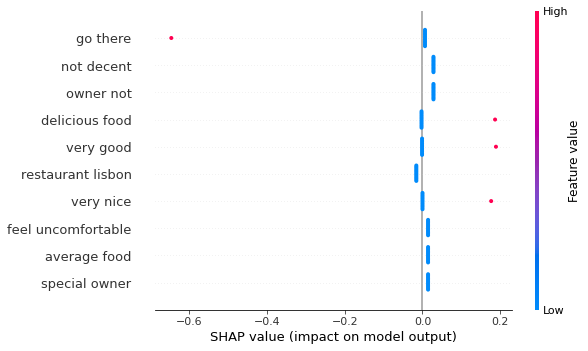 High
go there
not decent
owner not
delicious food
very good
restaurant lisbon
very nice
feel uncomfortable
average food
special owner
Feature value
Low
−0.6 −0.4 −0.2 0.0 0.2
SHAP value (impact on model output)